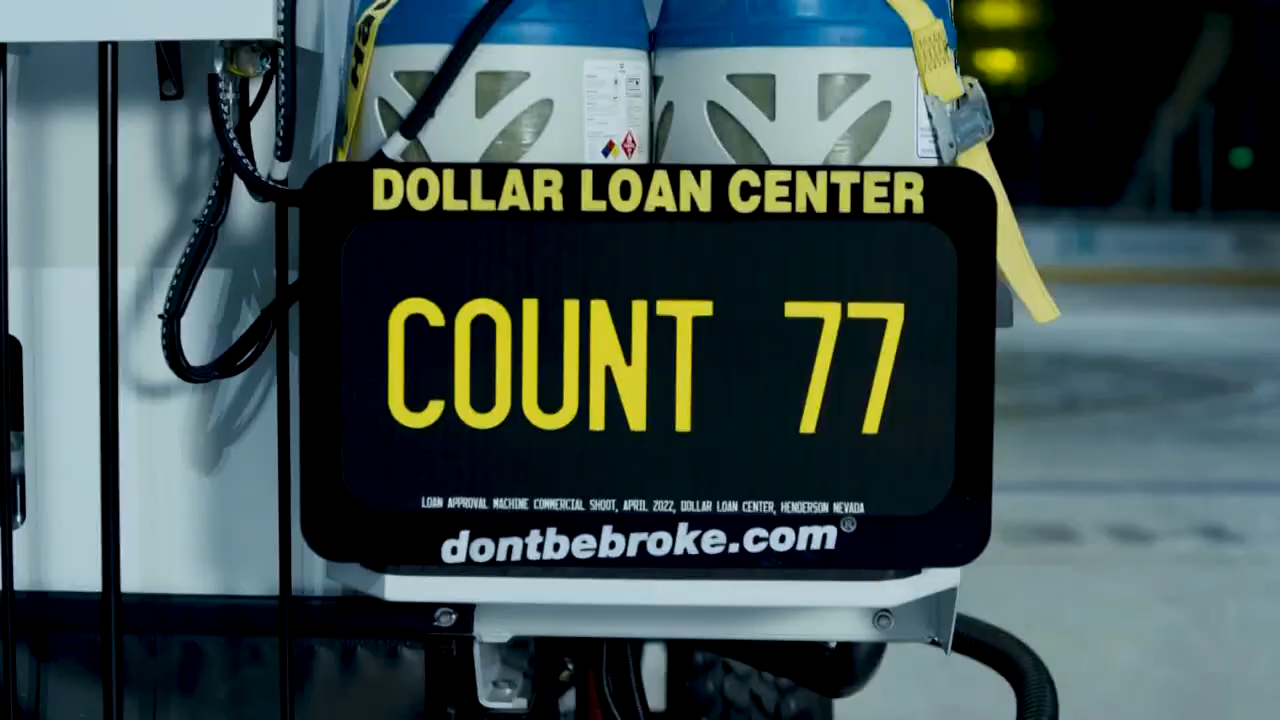 DOLLAR LOAN CENTER
COUNT 77
LOAN APPROVAL MACHINE COMMERCIAL SHOOT, APRIL 2022, DOLLAR LOAN CENTER, HENDERSON NEVADA
dontbebroke.com®